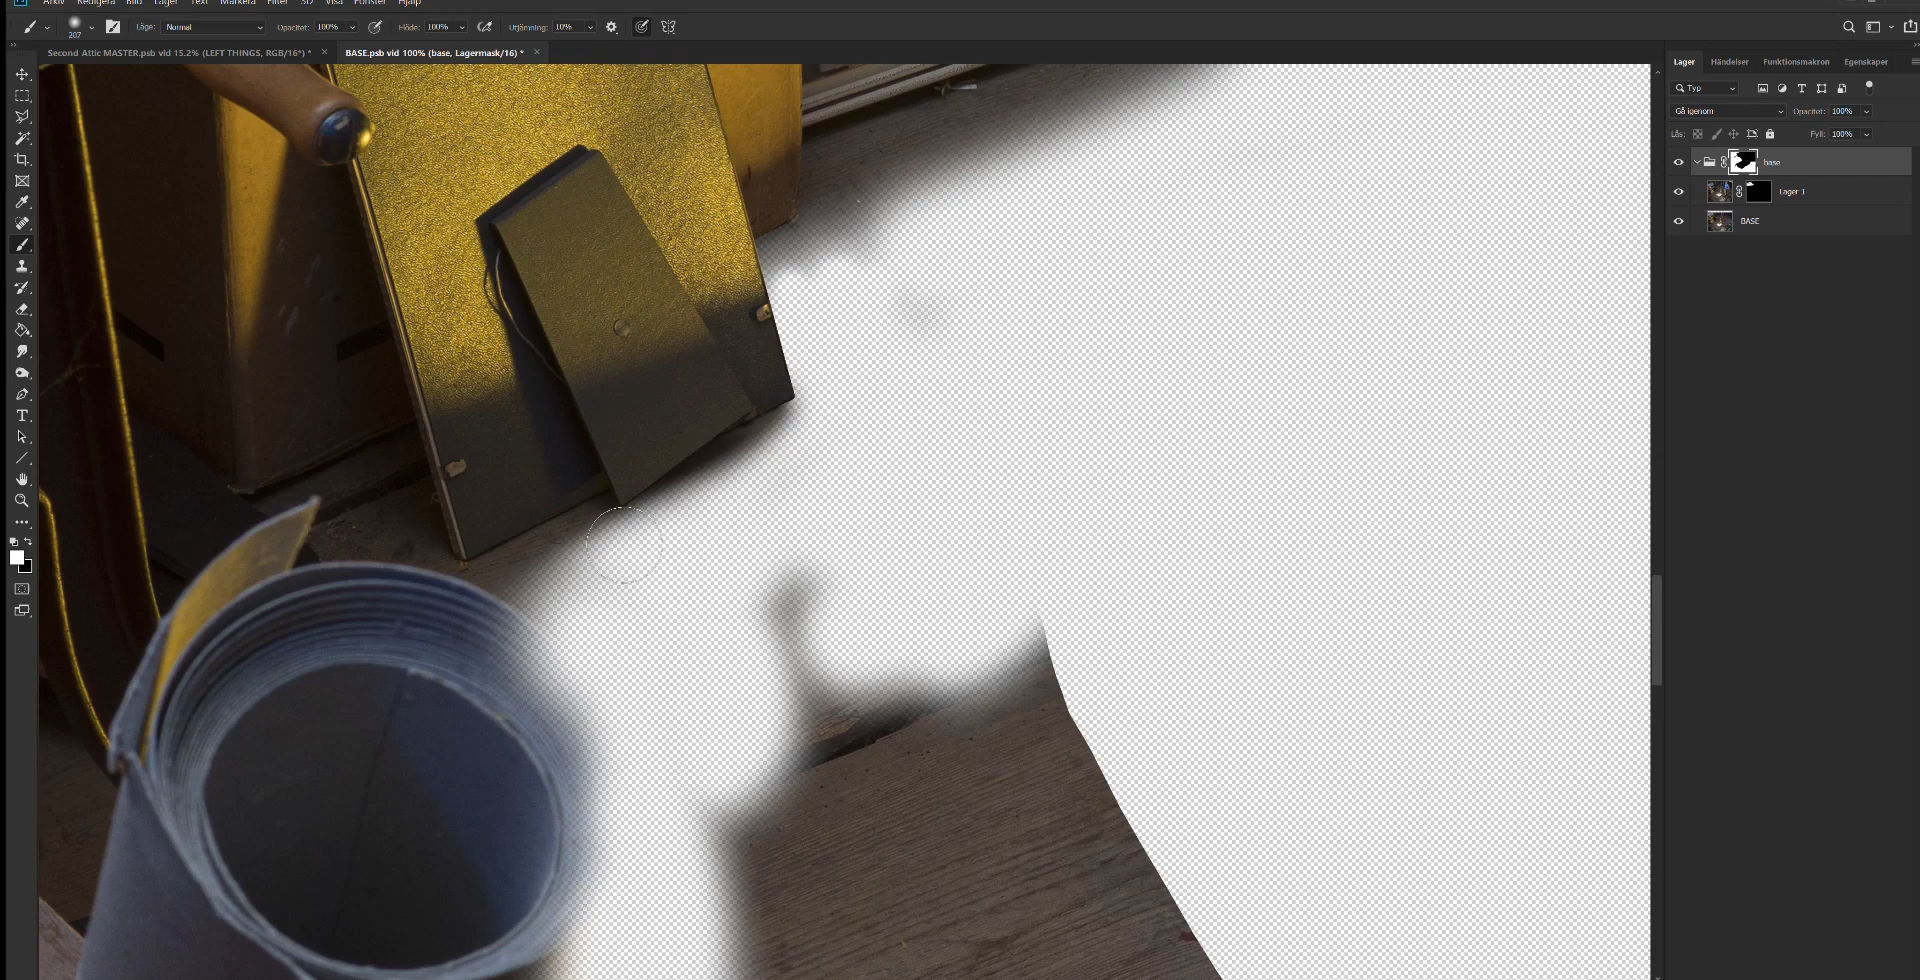 Arkiv Redigera Bild Lager Text Markera Filter 3D Visa Fönster Hjälp
207 Läge: Normal Opacitet: 100% Flöde: 100% Utjämning: 10%
Second Attic MASTER.psb vid 15.2% (LEFT THINGS, RGB/16*) * × BASE.psb vid 100% (base, Lagermask/16) * ×
Lager Händelser Funktionsmakron Egenskaper
Typ
Gå igenom Opacitet: 100%
Lås: Fyll: 100%
base
Lager 1
BASE